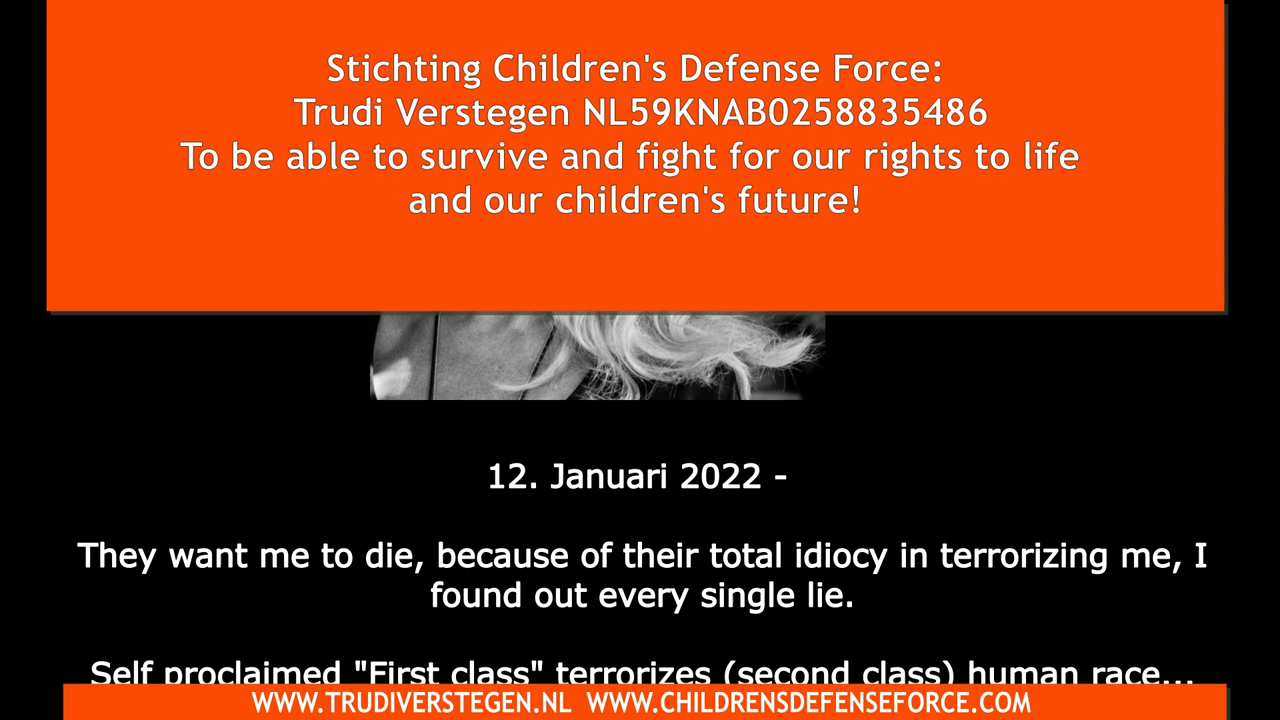 Stichting Children's Defense Force:
Trudi Verstegen NL59KNAB0258835486
To be able to survive and fight for our rights to life
and our children's future!
12. Januari 2022 -
They want me to die, because of their total idiocy in terrorizing me, I
found out every single lie.
Self proclaimed "First class" terrorizes (second class) human race...
WWW.TRUDIVERSTEGEN.NL WWW.CHILDRENSDEFENSEFORCE.COM